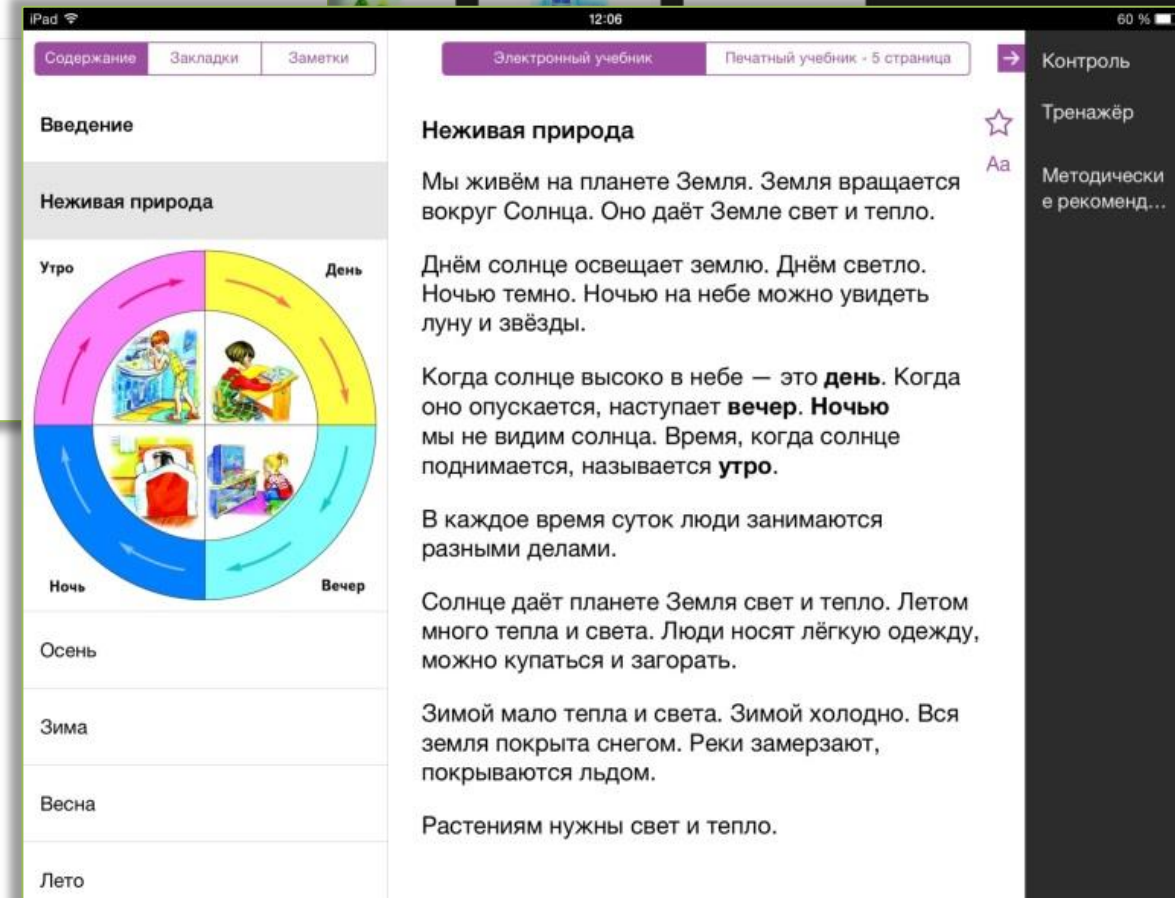 iPad 12:06 60 %
Содержание Закладки Заметки
Электронный учебник Печатный учебник - 5 страница
Введение
Неживая природа
Утро День
Ночь Вечер
Осень
Зима
Весна
Лето
Неживая природа
Aa
Мы живём на планете Земля. Земля вращается
вокруг Солнца. Оно даёт Земле свет и тепло.
Днём солнце освещает землю. Днём светло.
Ночью темно. Ночью на небе можно увидеть
луну и звёзды.
Когда солнце высоко в небе — это день. Когда
оно опускается, наступает вечер. Ночью
мы не видим солнца. Время, когда солнце
поднимается, называется утро.
В каждое время суток люди занимаются
разными делами.
Солнце даёт планете Земля свет и тепло. Летом
много тепла и света. Люди носят лёгкую одежду,
можно купаться и загорать.
Зимой мало тепла и света. Зимой холодно. Вся
земля покрыта снегом. Реки замерзают,
покрываются льдом.
Растениям нужны свет и тепло.
Контроль
Тренажёр
Методически
е рекоменд...